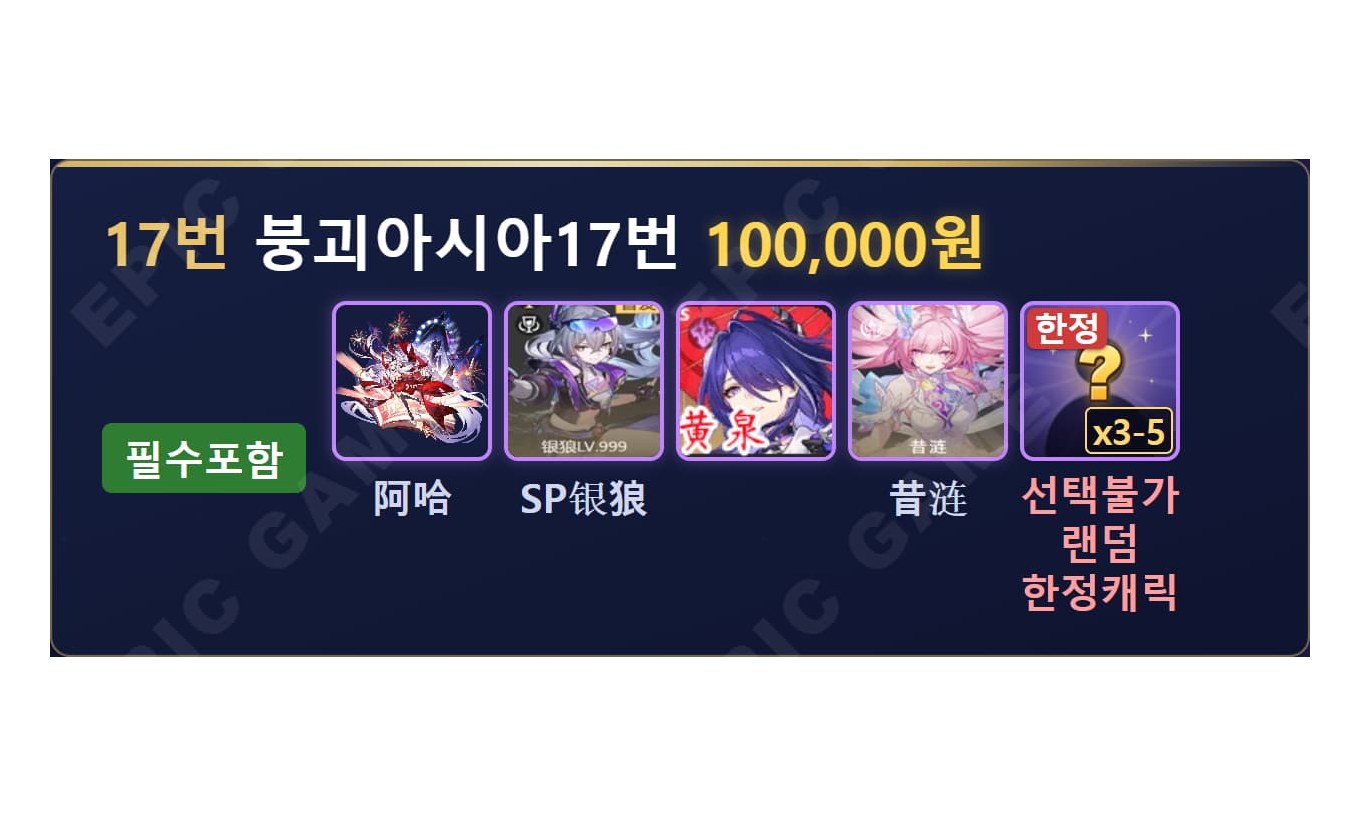 17번 붕괴아시아17번 100,000원
필수포함
银狼LV.999
黄泉
昔涟
한정
x3-5
阿哈
SP银狼
昔涟
선택불가
랜덤
한정캐릭
EPIC GAME